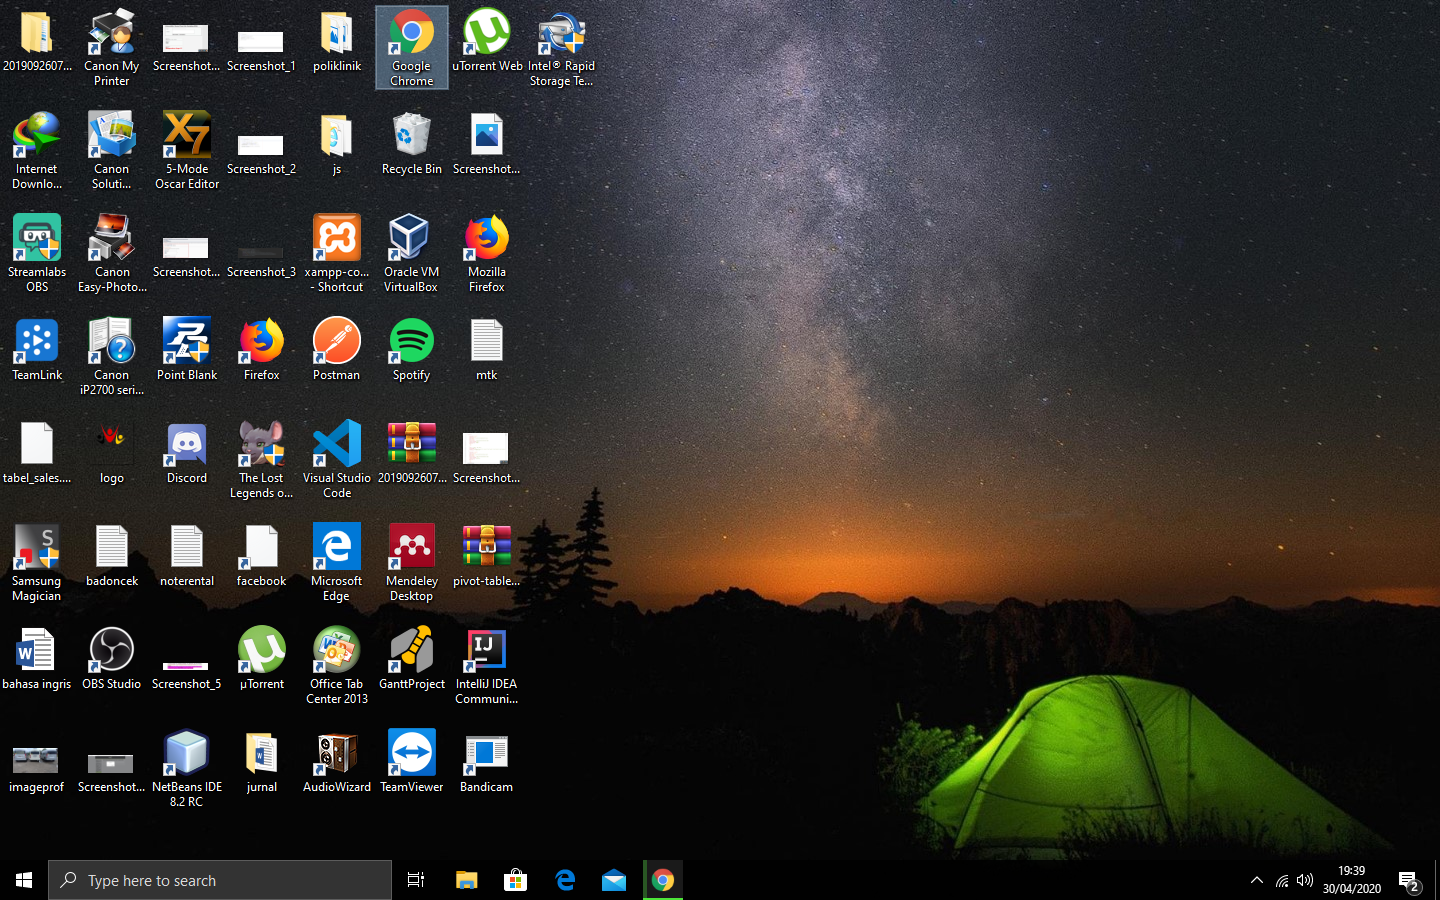 2019092607...
Canon My
Printer
Screenshot...
Screenshot_1
poliklinik
Google
Chrome
uTorrent Web
Intel® Rapid
Storage Te...
Internet
Downlo...
Canon
Soluti...
X7
5-Mode
Oscar Editor
Screenshot_2
js
Recycle Bin
Screenshot...
Streamlabs
OBS
Canon
Easy-Photo...
Screenshot...
Screenshot_3
xampp-co...
- Shortcut
Oracle VM
VirtualBox
Mozilla
Firefox
TeamLink
Canon
iP2700 seri...
Point Blank
Firefox
Postman
Spotify
mtk
tabel_sales....
logo
Discord
The Lost
Legends o...
Visual Studio
Code
2019092607...
Screenshot...
S
Samsung
Magician
badoncek
noterental
facebook
Microsoft
Edge
Mendeley
Desktop
pivot-table...
W
bahasa ingris
OBS Studio
Screenshot_5
µ
µTorrent
Office Tab
Center 2013
GanttProject
IJ
IntelliJ IDEA
Communi...
imageprof
Screenshot...
NetBeans IDE
8.2 RC
W
jurnal
AudioWizard
TeamViewer
Bandicam
Type here to search
19:39
30/04/2020
2